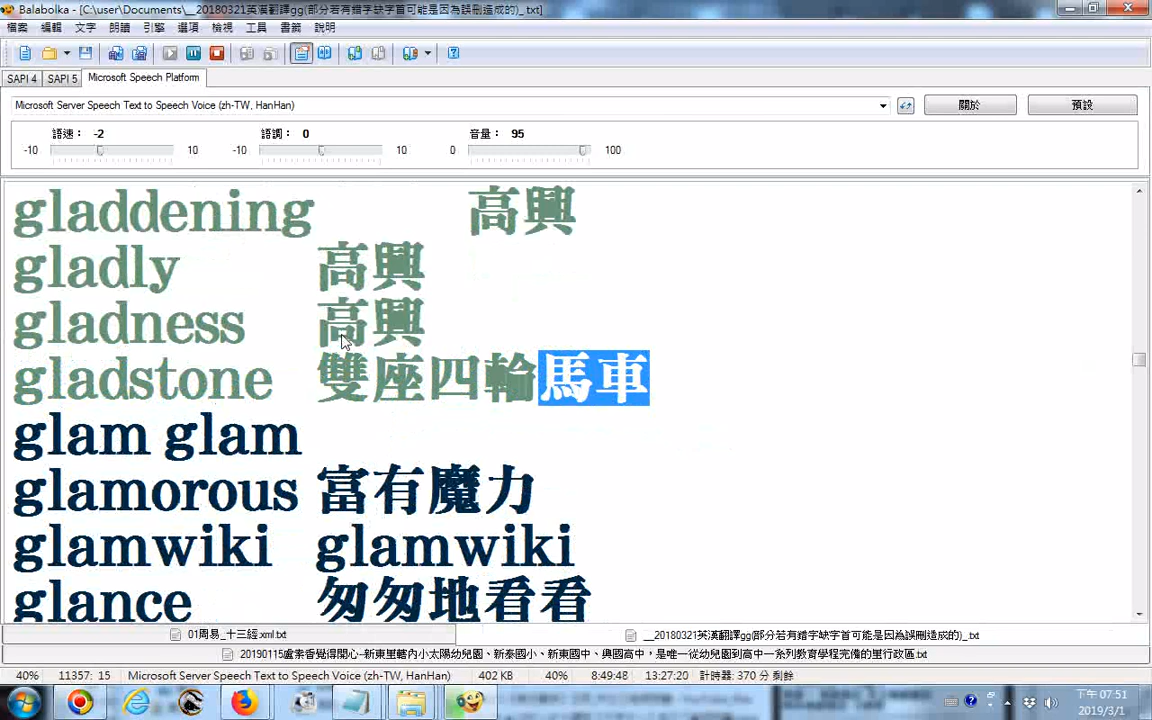 Balabolka - [C:\user\Documents\__20180321英漢翻譯gg(部分若有錯字缺字首可能是因為誤刪造成的)_.txt]
檔案 編輯 文字 朗讀 引擎 選項 檢視 工具 書籤 說明
SAPI 4 SAPI 5 Microsoft Speech Platform
Microsoft Server Speech Text to Speech Voice (zh-TW, HanHan) 關於 預設
語速： -2 語調： 0 音量： 95
-10 10 -10 10 0 100
gladdening 高興
gladly 高興
gladness 高興
gladstone 雙座四輪馬車
glam glam
glamorous 富有魔力
glamwiki glamwiki
glance 匆匆地看看
01周易_十三經.xml.txt __20180321英漢翻譯gg(部分若有錯字缺字首可能是因為誤刪造成的)_.txt
20190115盧素香覺得開心-新東里轄內小太陽幼兒園、新泰國小、新東國中、興國高中，是唯一從幼兒園到高中一系列教育學程完備的里行政區.txt
40% 11357: 15 Microsoft Server Speech Text to Speech Voice (zh-TW, HanHan) 402 KB 40% 8:49:48 13:27:20 計時器: 370 分 剩餘
下午 07:51
2019/3/1